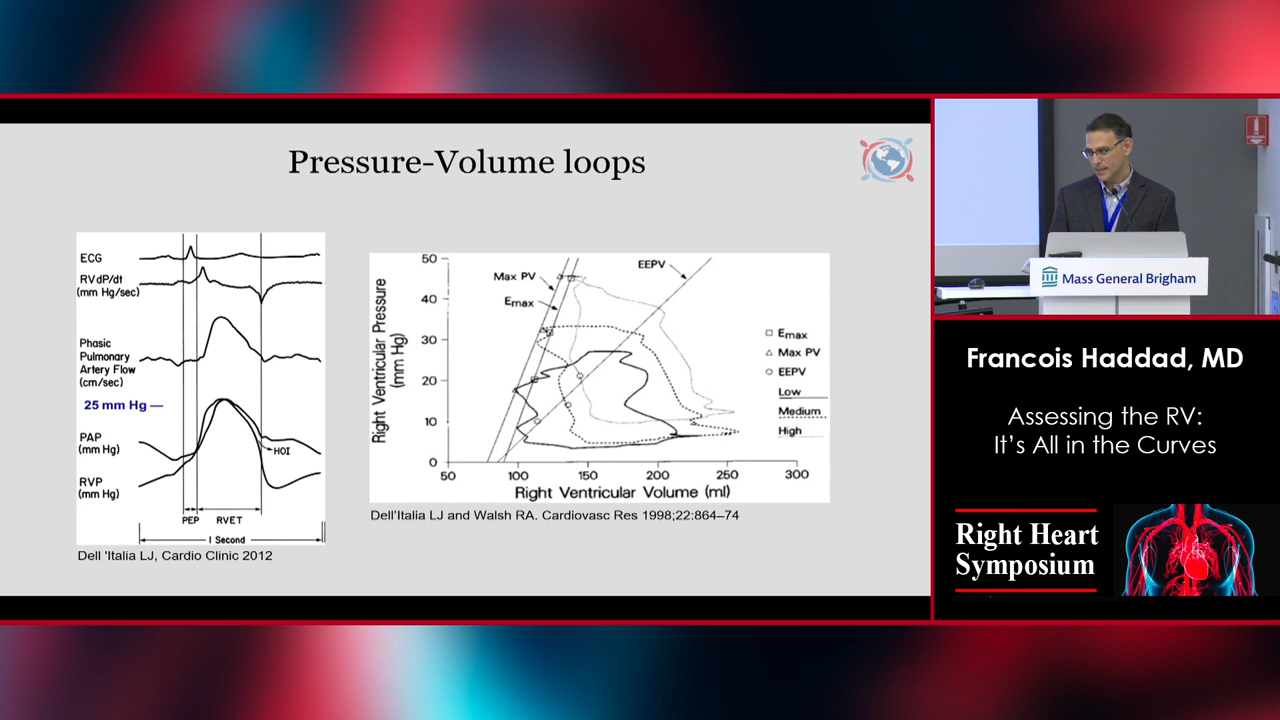 Pressure-Volume loops
ECG
RV dP/dt
(mm Hg/sec)
Phasic
Pulmonary
Artery Flow
(cm/sec)
25 mm Hg —
PAP
(mm Hg)
HOI
RVP
(mm Hg)
PEP
RVET
1 Second
Dell 'Italia LJ, Cardio Clinic 2012
Right Ventricular Pressure
(mm Hg)
50
40
30
20
10
0
Max PV
Emax
EEPV
Emax
Max PV
EEPV
Low
Medium
High
50
100
150
200
250
300
Right Ventricular Volume (ml)
Dell'Italia LJ and Walsh RA. Cardiovasc Res 1998;22:864–74
Mass General Brigham
Francois Haddad, MD
Assessing the RV:
It's All in the Curves
Right Heart
Symposium